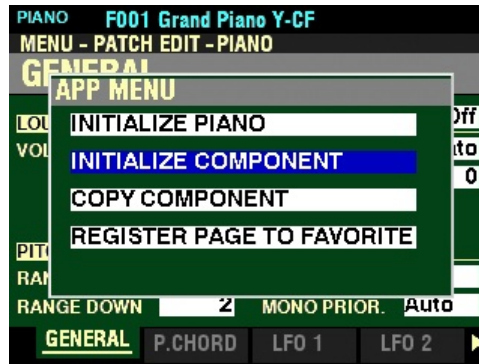 PIANO F001 Grand Piano Y-CF
MENU - PATCH EDIT - PIANO
APP MENU
INITIALIZE PIANO
INITIALIZE COMPONENT
COPY COMPONENT
REGISTER PAGE TO FAVORITE
0
RANGE DOWN 2 MONO PRIOR. Auto
GENERAL P.CHORD LFO 1 LFO 2